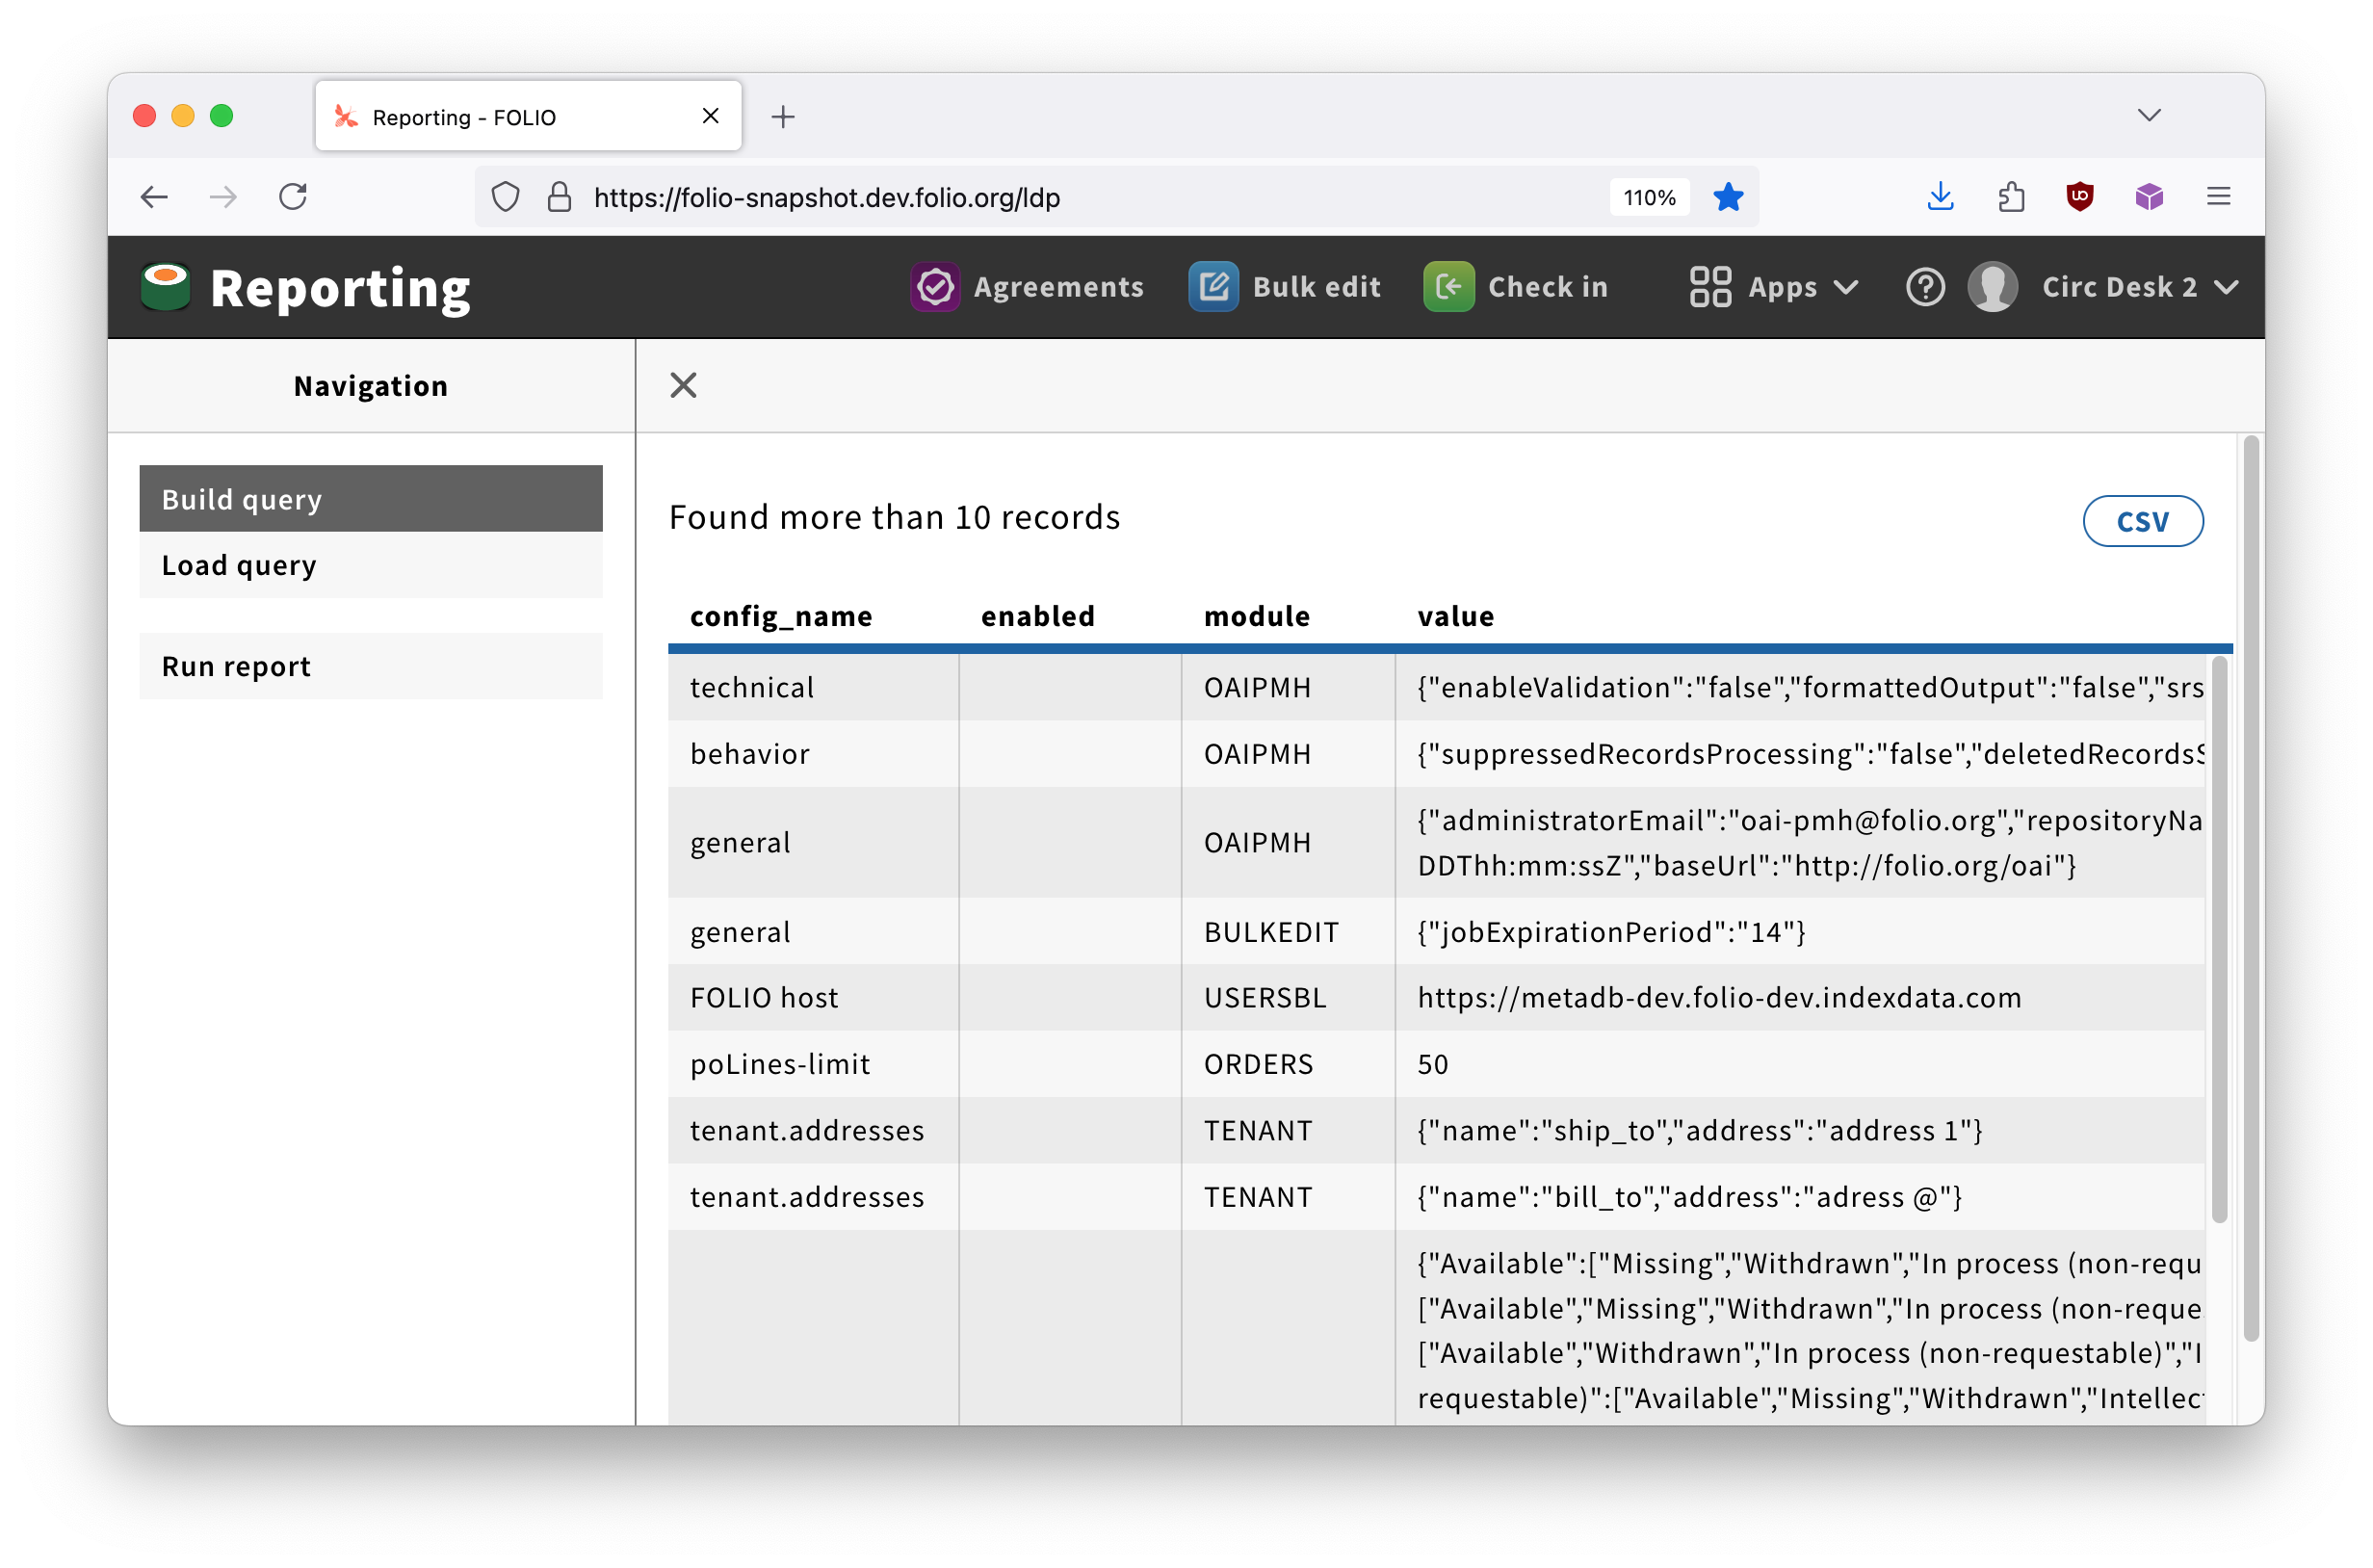 Reporting - FOLIO
https://folio-snapshot.dev.folio.org/ldp
110%
Reporting
Agreements
Bulk edit
Check in
Apps
Circ Desk 2
Navigation
Build query
Load query
Run report
Found more than 10 records
CSV
config_name enabled module value
technical OAIPMH {"enableValidation":"false","formattedOutput":"false","srs
behavior OAIPMH {"suppressedRecordsProcessing":"false","deletedRecordsS
general OAIPMH {"administratorEmail":"oai-pmh@folio.org","repositoryNa
DDThh:mm:ssZ","baseUrl":"http://folio.org/oai"}
general BULKEDIT {"jobExpirationPeriod":"14"}
FOLIO host USERSBL https://metadb-dev.folio-dev.indexdata.com
poLines-limit ORDERS 50
tenant.addresses TENANT {"name":"ship_to","address":"address 1"}
tenant.addresses TENANT {"name":"bill_to","address":"adress @"}
{"Available":["Missing","Withdrawn","In process (non-requ
["Available","Missing","Withdrawn","In process (non-reque
["Available","Withdrawn","In process (non-requestable)","I
requestable)":["Available","Missing","Withdrawn","Intellec